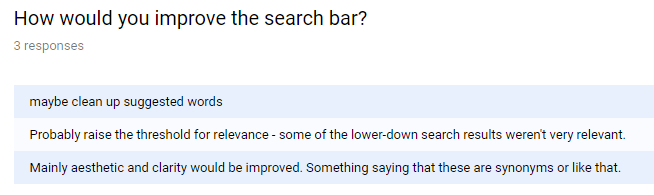 How would you improve the search bar?
3 responses
maybe clean up suggested words
Probably raise the threshold for relevance - some of the lower-down search results weren't very relevant.
Mainly aesthetic and clarity would be improved. Something saying that these are synonyms or like that.